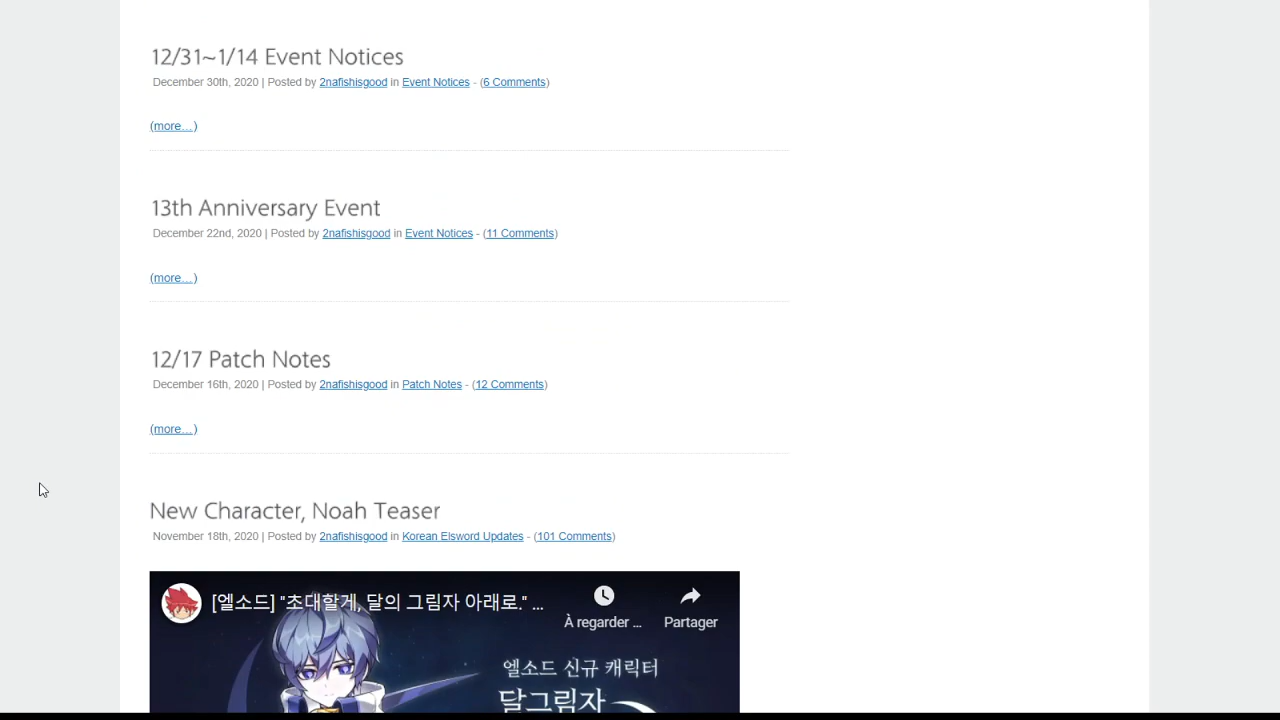 12/31~1/14 Event Notices
December 30th, 2020 | Posted by 2nafishisgood in Event Notices - (6 Comments)
(more…)
13th Anniversary Event
December 22nd, 2020 | Posted by 2nafishisgood in Event Notices - (11 Comments)
(more…)
12/17 Patch Notes
December 16th, 2020 | Posted by 2nafishisgood in Patch Notes - (12 Comments)
(more…)
New Character, Noah Teaser
November 18th, 2020 | Posted by 2nafishisgood in Korean Elsword Updates - (101 Comments)
[엘소드] "초대할게, 달의 그림자 아래로." ...
À regarder ...
Partager
엘소드 신규 캐릭터
달그림자